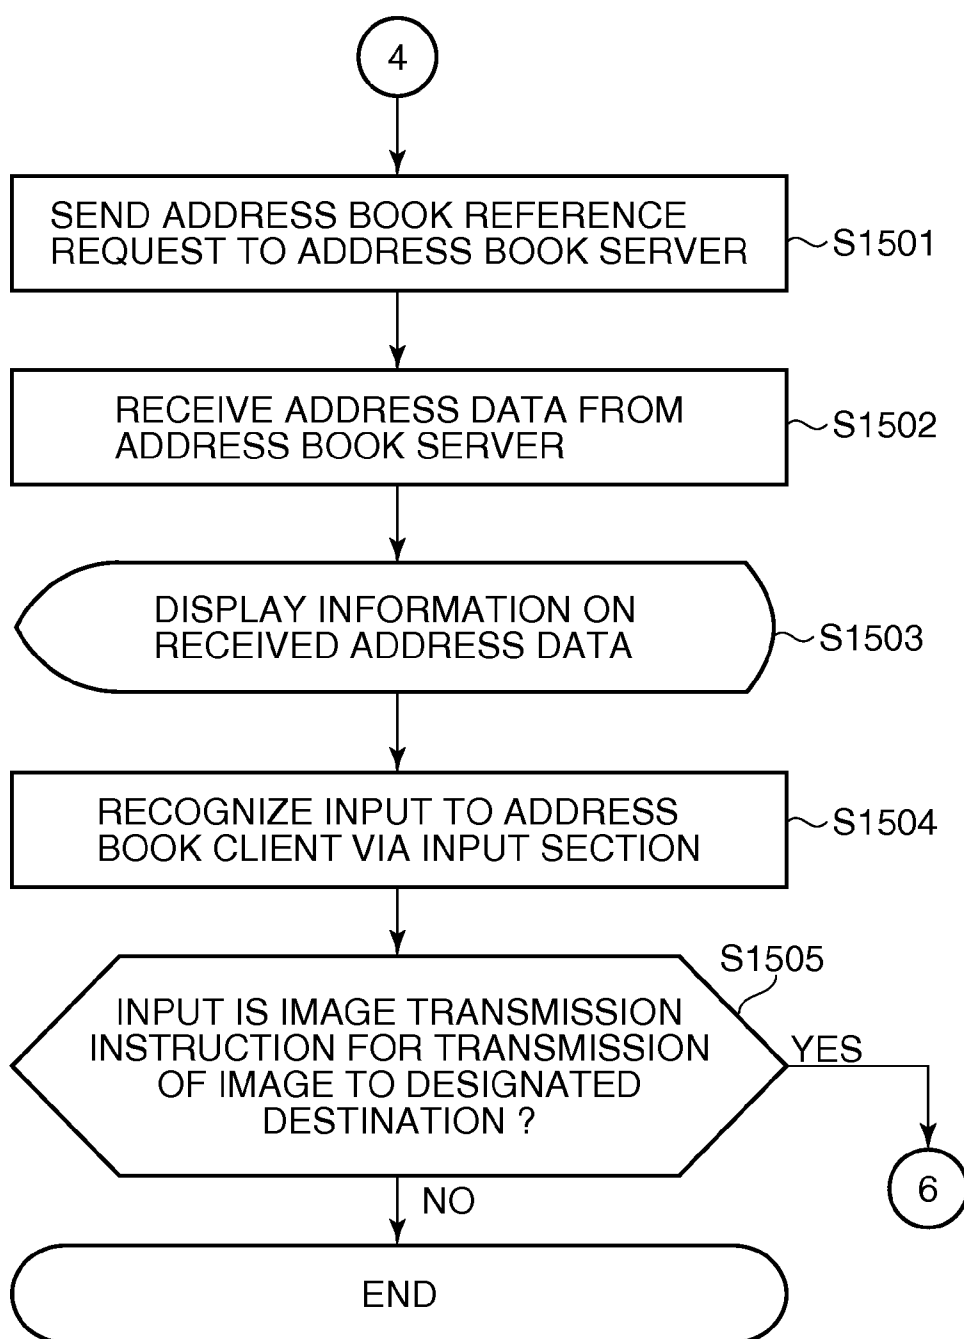 4
SEND ADDRESS BOOK REFERENCE
REQUEST TO ADDRESS BOOK SERVER
S1501
RECEIVE ADDRESS DATA FROM
ADDRESS BOOK SERVER
S1502
DISPLAY INFORMATION ON
RECEIVED ADDRESS DATA
S1503
RECOGNIZE INPUT TO ADDRESS
BOOK CLIENT VIA INPUT SECTION
S1504
S1505
INPUT IS IMAGE TRANSMISSION
INSTRUCTION FOR TRANSMISSION
OF IMAGE TO DESIGNATED
DESTINATION ?
YES
6
NO
END